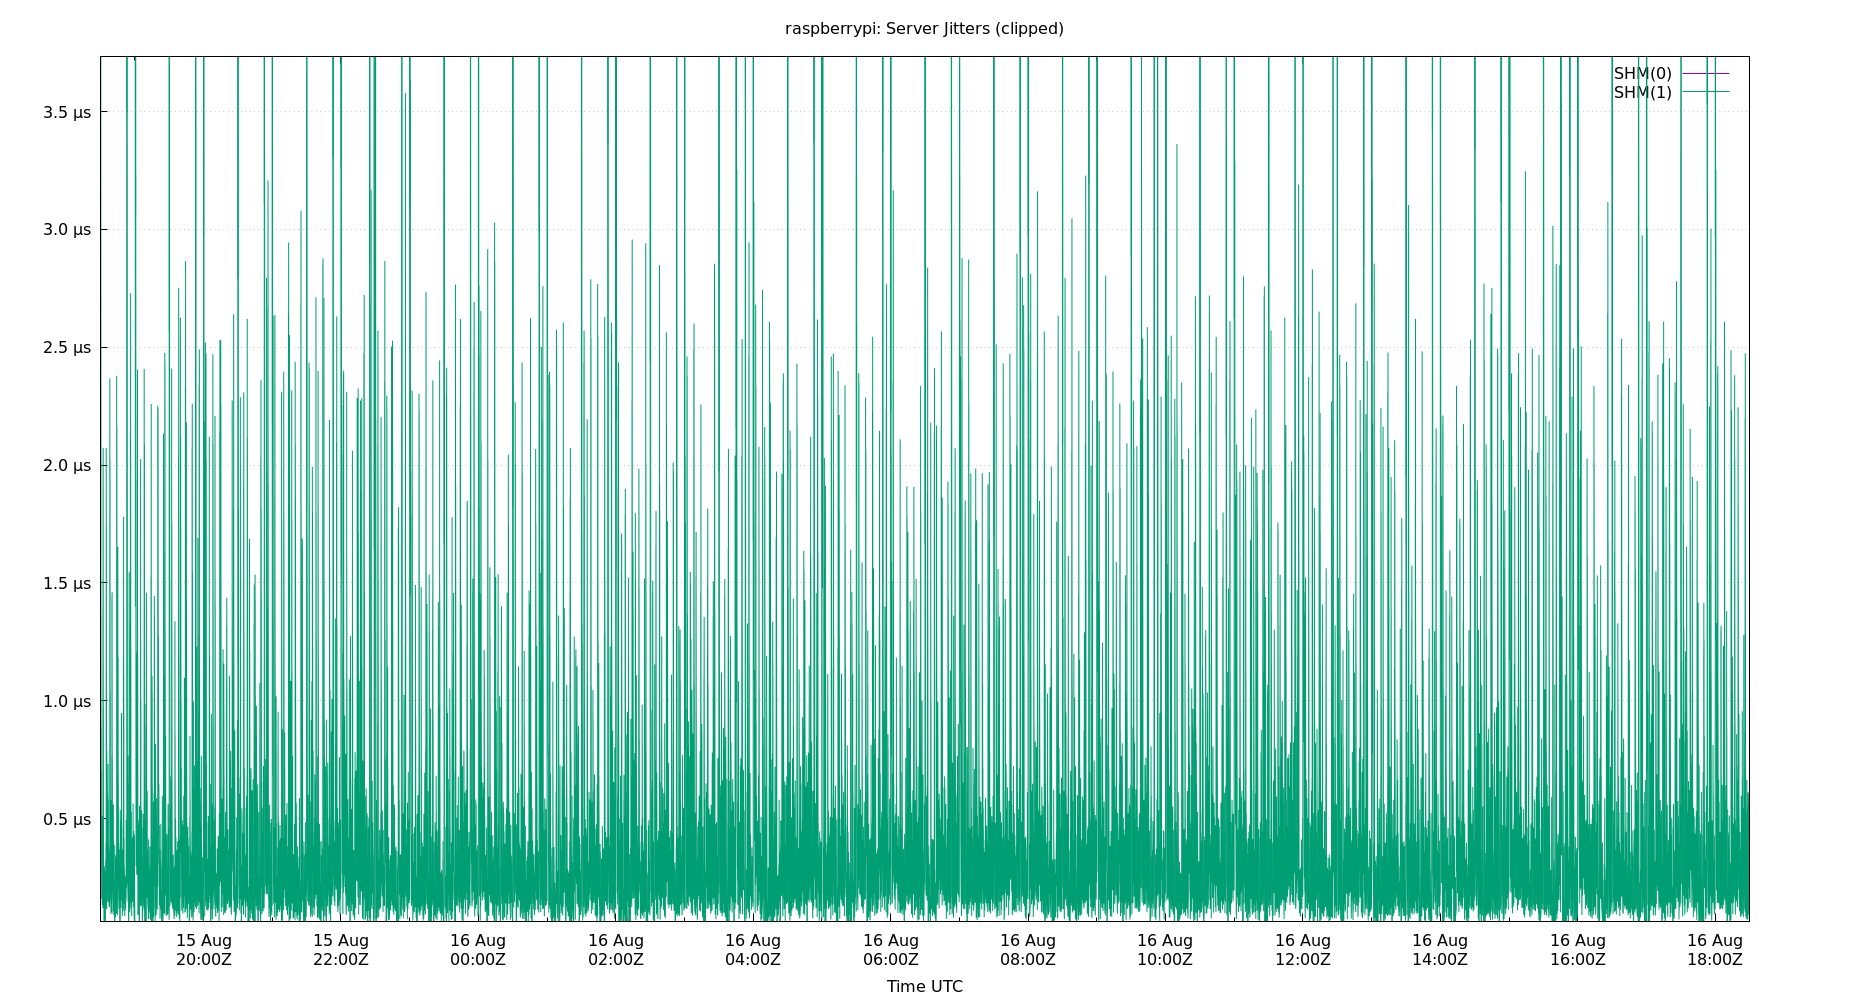 raspberrypi: Server Jitters (clipped)
SHM(0)
SHM(1)
3.5 µs
3.0 µs
2.5 µs
2.0 µs
1.5 µs
1.0 µs
0.5 µs
15 Aug 15 Aug 16 Aug 16 Aug 16 Aug 16 Aug 16 Aug 16 Aug 16 Aug 16 Aug 16 Aug 16 Aug
20:00Z 22:00Z 00:00Z 02:00Z 04:00Z 06:00Z 08:00Z 10:00Z 12:00Z 14:00Z 16:00Z 18:00Z
Time UTC